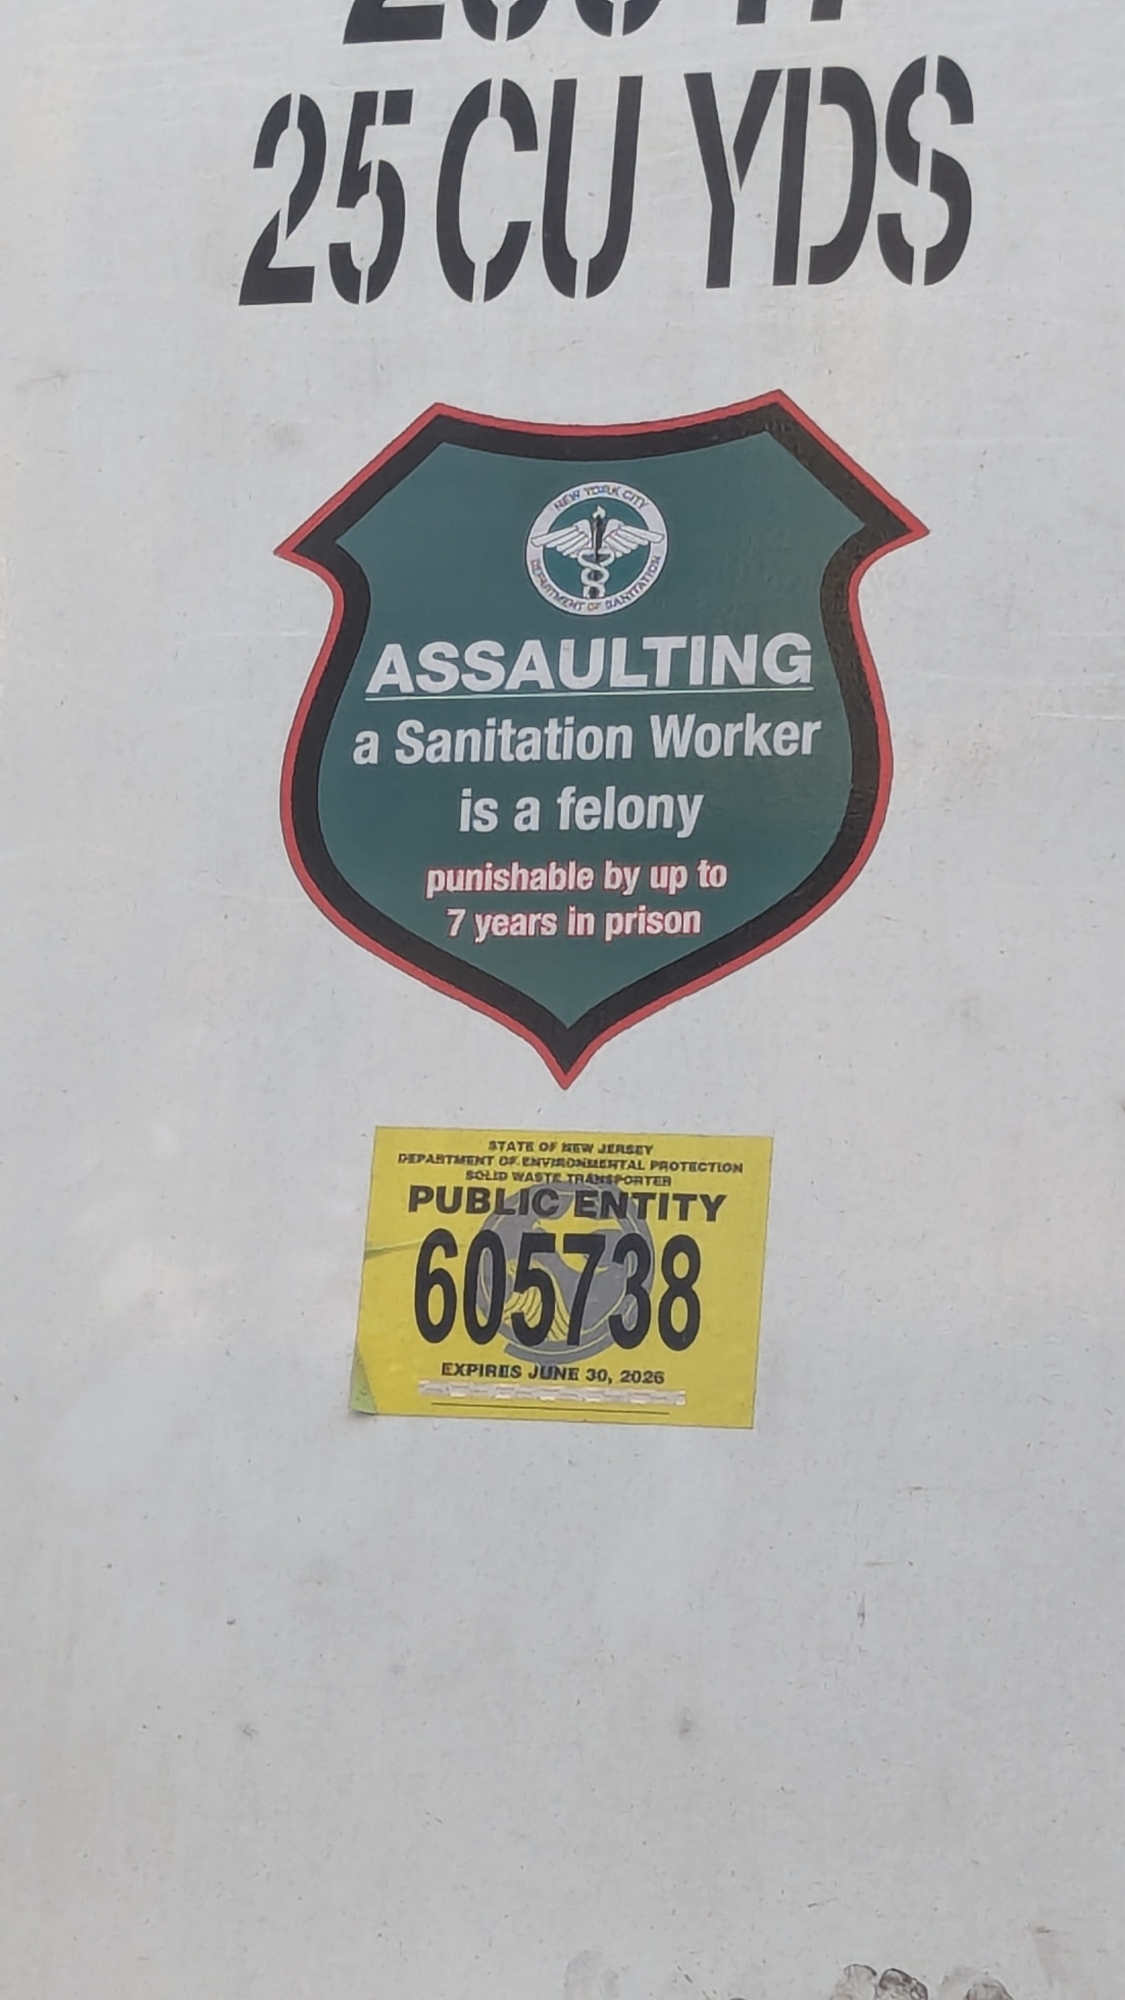 25 CU YDS
NEW YORK CITY
DEPARTMENT OF SANITATION
ASSAULTING
a Sanitation Worker
is a felony
punishable by up to
7 years in prison
STATE OF NEW JERSEY
DEPARTMENT OF ENVIRONMENTAL PROTECTION
SOLID WASTE TRANSPORTER
PUBLIC ENTITY
605738
EXPIRES JUNE 30, 2026